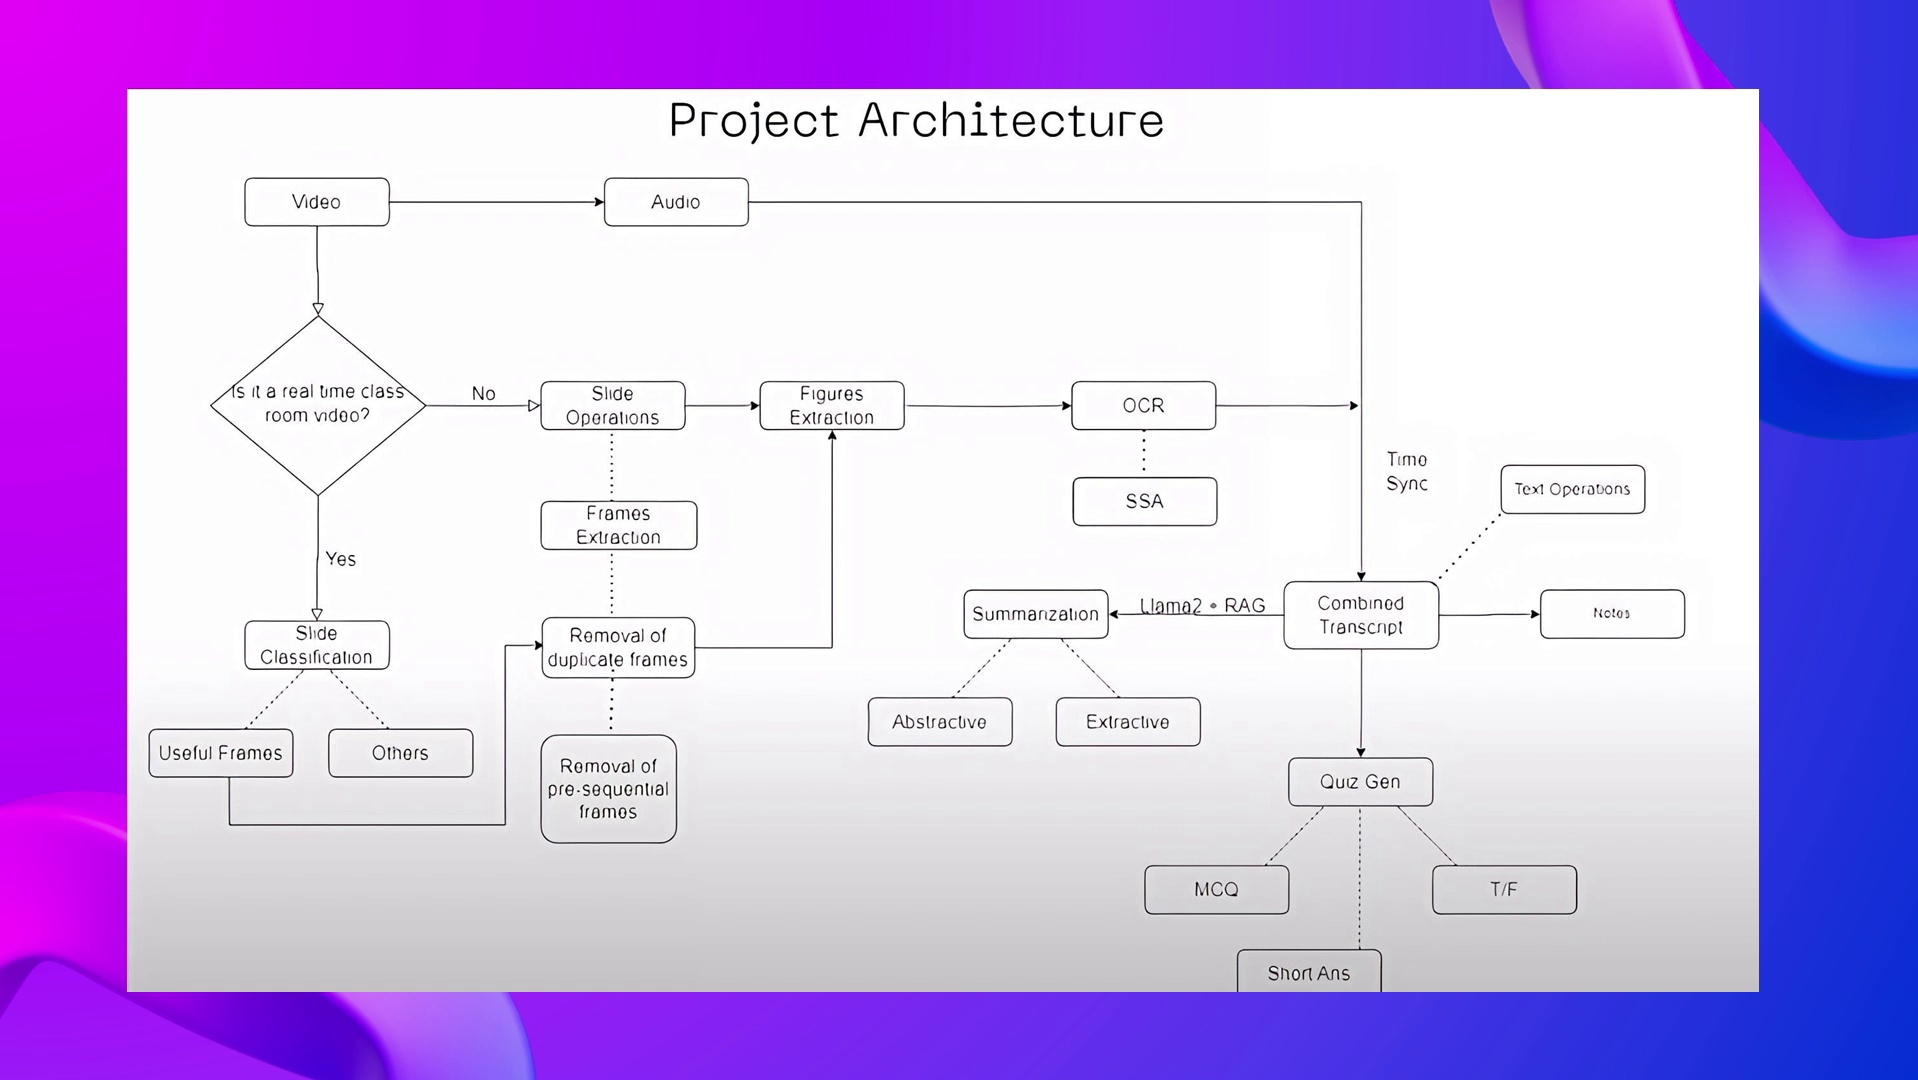 Project Architecture
Video
Audio
Is it a real time class
room video?
No
Slide
Operations
Figures
Extraction
OCR
Time
Sync
Text Operations
SSA
Frames
Extraction
Yes
Slide
Classification
Removal of
duplicate frames
Summarization
Llama2 • RAG
Combined
Transcript
Notes
Abstractive
Extractive
Useful Frames
Others
Removal of
pre-sequential
frames
Quiz Gen
MCQ
T/F
Short Ans